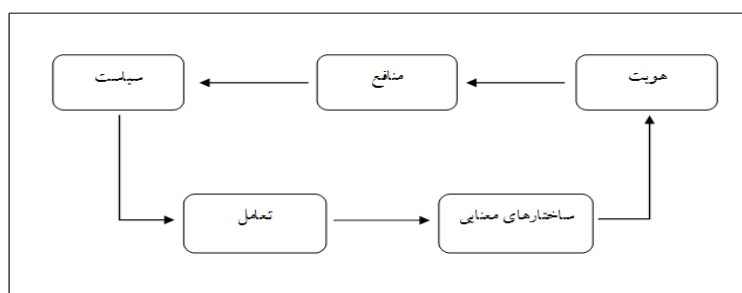 هویت
منافع
سیاست
تعامل
ساختارهای معنایی